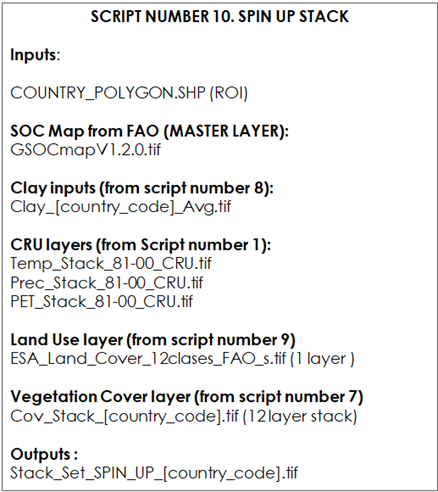 SCRIPT NUMBER 10. SPIN UP STACK
Inputs:
COUNTRY_POLYGON.SHP (ROI)
SOC Map from FAO (MASTER LAYER):
GSOCmapV1.2.0.tif
Clay inputs (from script number 8):
Clay_[country_code]_Avg.tif
CRU layers (from Script number 1):
Temp_Stack_81-00_CRU.tif
Prec_Stack_81-00_CRU.tif
PET_Stack_81-00_CRU.tif
Land Use layer (from script number 9)
ESA_Land_Cover_12clases_FAO_s.tif (1 layer )
Vegetation Cover layer (from script number 7)
Cov_Stack_[country_code].tif (12 layer stack)
Outputs :
Stack_Set_SPIN_UP_[country_code].tif